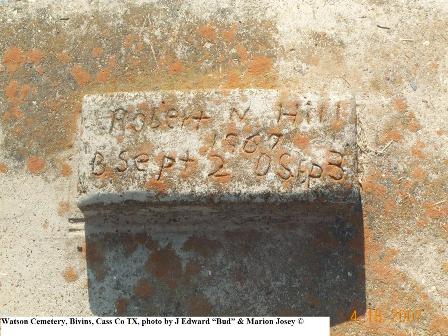 Robert N Hill
1967
B Sept 2 D Sep 3
4 18 2007
Watson Cemetery, Bivins, Cass Co TX, photo by J Edward "Bud" & Marion Josey ©